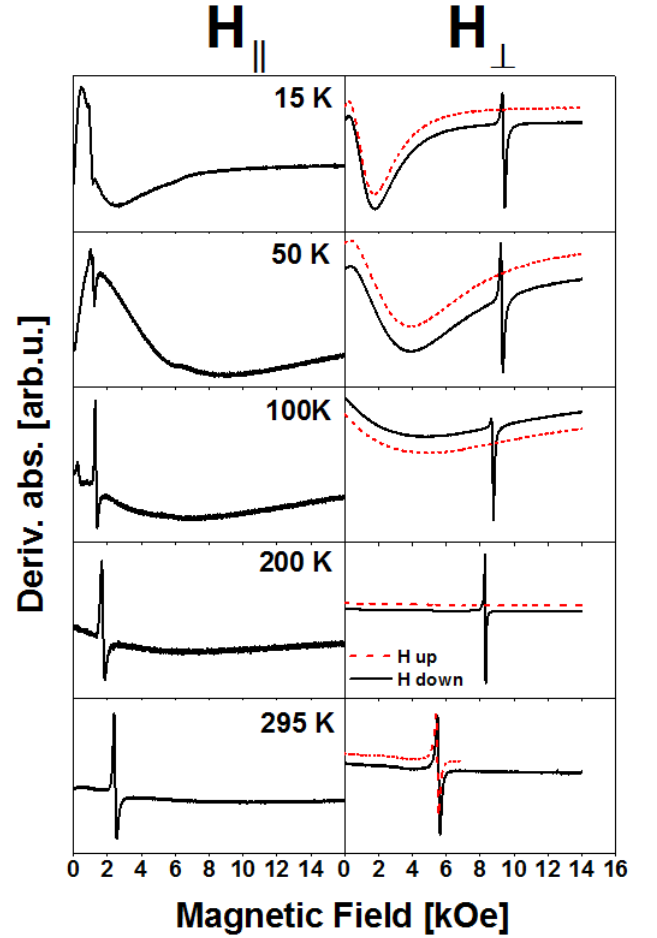 H∥ H⊥
15 K
50 K
100K
200 K
H up
H down
295 K
0 2 4 6 8 10 12 14 0 2 4 6 8 10 12 14 16
Magnetic Field [kOe]
Deriv. abs. [arb.u.]